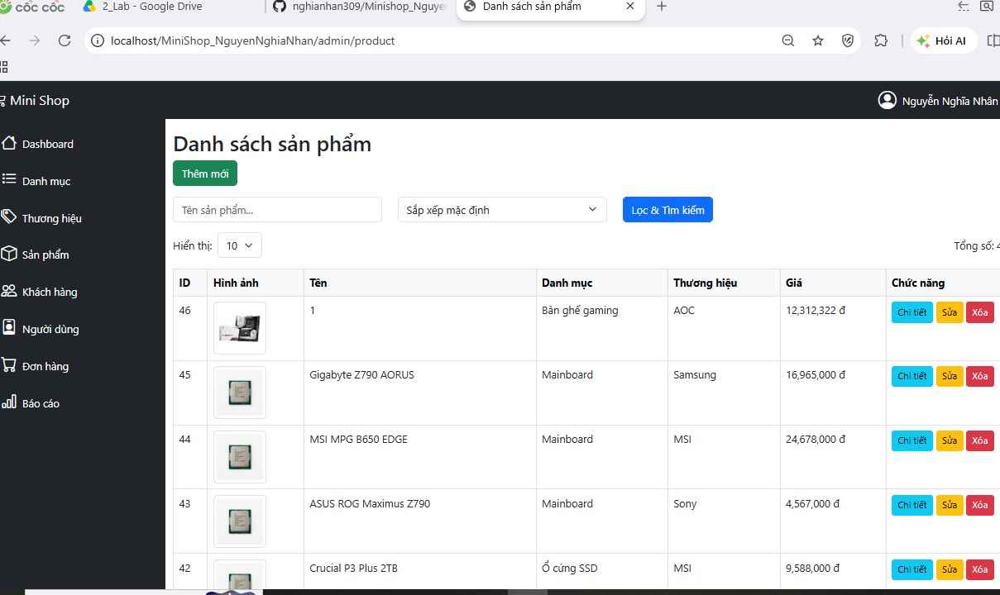 cốc cốc
2_Lab - Google Drive
nghianhan309/Minishop_Nguyen
Danh sách sản phẩm
localhost/MiniShop_NguyenNghiaNhan/admin/product
Hỏi AI
Mini Shop
Nguyễn Nghĩa Nhân
Dashboard
Danh mục
Thương hiệu
Sản phẩm
Khách hàng
Người dùng
Đơn hàng
Báo cáo
Danh sách sản phẩm
Thêm mới
Tên sản phẩm...
Sắp xếp mặc định
Lọc & Tìm kiếm
Hiển thị: 10
Tổng số: 4
ID Hình ảnh Tên Danh mục Thương hiệu Giá Chức năng
46 1 Bàn ghế gaming AOC 12,312,322 đ Chi tiết Sửa Xóa
45 Gigabyte Z790 AORUS Mainboard Samsung 16,965,000 đ Chi tiết Sửa Xóa
44 MSI MPG B650 EDGE Mainboard MSI 24,678,000 đ Chi tiết Sửa Xóa
43 ASUS ROG Maximus Z790 Mainboard Sony 4,567,000 đ Chi tiết Sửa Xóa
42 Crucial P3 Plus 2TB Ổ cứng SSD MSI 9,588,000 đ Chi tiết Sửa Xóa